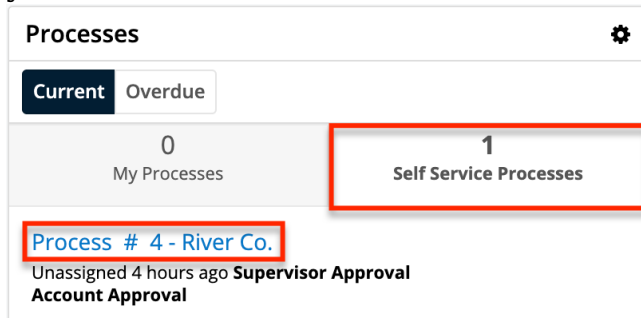 Processes
Current Overdue
0 1
My Processes Self Service Processes
Process # 4 - River Co.
Unassigned 4 hours ago Supervisor Approval
Account Approval